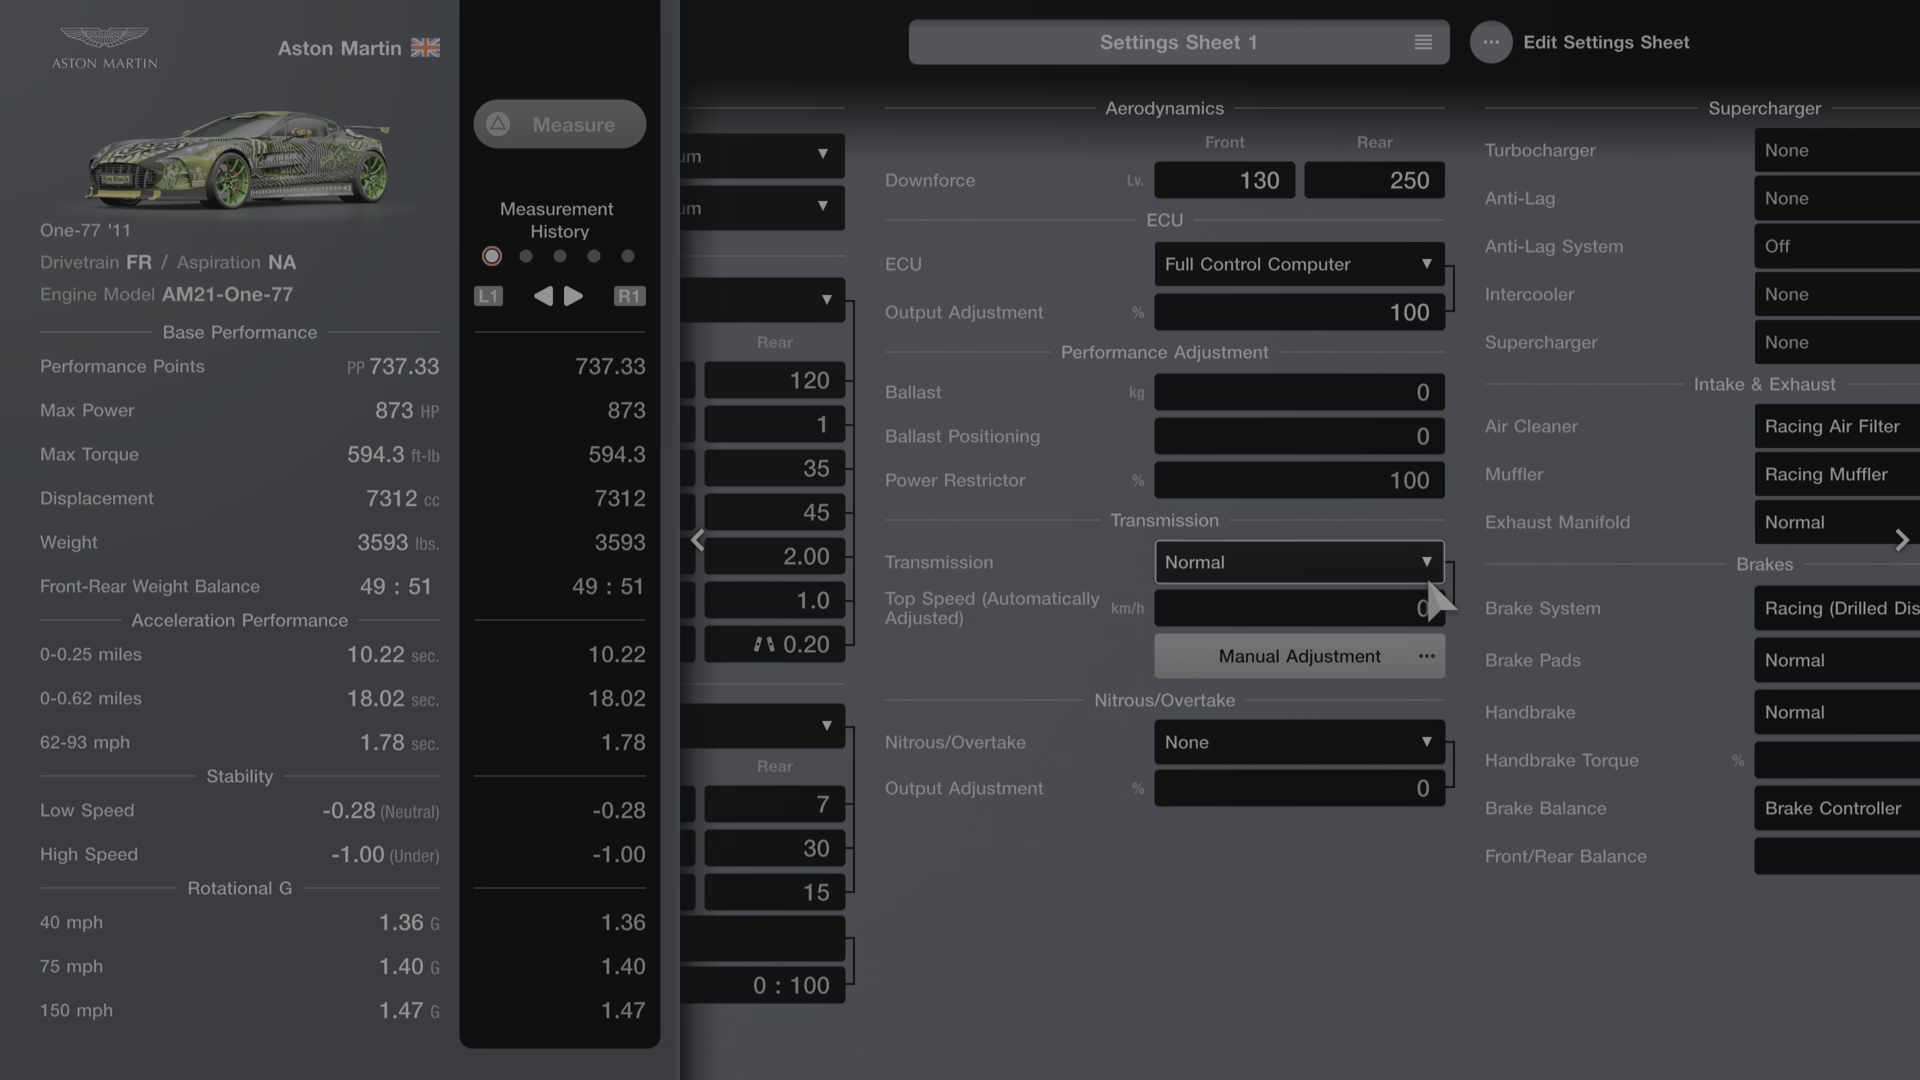 ASTON MARTIN
Aston Martin
One-77 '11
Drivetrain FR / Aspiration NA
Engine Model AM21-One-77
Base Performance
Performance Points PP 737.33
Max Power 873 HP
Max Torque 594.3 ft-lb
Displacement 7312 cc
Weight 3593 lbs.
Front-Rear Weight Balance 49 : 51
Acceleration Performance
0-0.25 miles 10.22 sec.
0-0.62 miles 18.02 sec.
62-93 mph 1.78 sec.
Stability
Low Speed -0.28 (Neutral)
High Speed -1.00 (Under)
Rotational G
40 mph 1.36 G
75 mph 1.40 G
150 mph 1.47 G
Measure
Measurement
History
L1 R1
737.33
873
594.3
7312
3593
49 : 51
10.22
18.02
1.78
-0.28
-1.00
1.36
1.40
1.47
Rear
120
1
35
45
2.00
1.0
0.20
Rear
7
30
15
0 : 100
Settings Sheet 1
Edit Settings Sheet
Aerodynamics
Front Rear
Downforce Lv. 130 250
ECU
ECU Full Control Computer
Output Adjustment % 100
Performance Adjustment
Ballast kg 0
Ballast Positioning 0
Power Restrictor % 100
Transmission
Transmission Normal
Top Speed (Automatically
Adjusted) km/h 0
Manual Adjustment
Nitrous/Overtake
Nitrous/Overtake None
Output Adjustment % 0
Supercharger
Turbocharger None
Anti-Lag None
Anti-Lag System Off
Intercooler None
Supercharger None
Intake & Exhaust
Air Cleaner Racing Air Filter
Muffler Racing Muffler
Exhaust Manifold Normal
Brakes
Brake System Racing (Drilled Dis
Brake Pads Normal
Handbrake Normal
Handbrake Torque %
Brake Balance Brake Controller
Front/Rear Balance